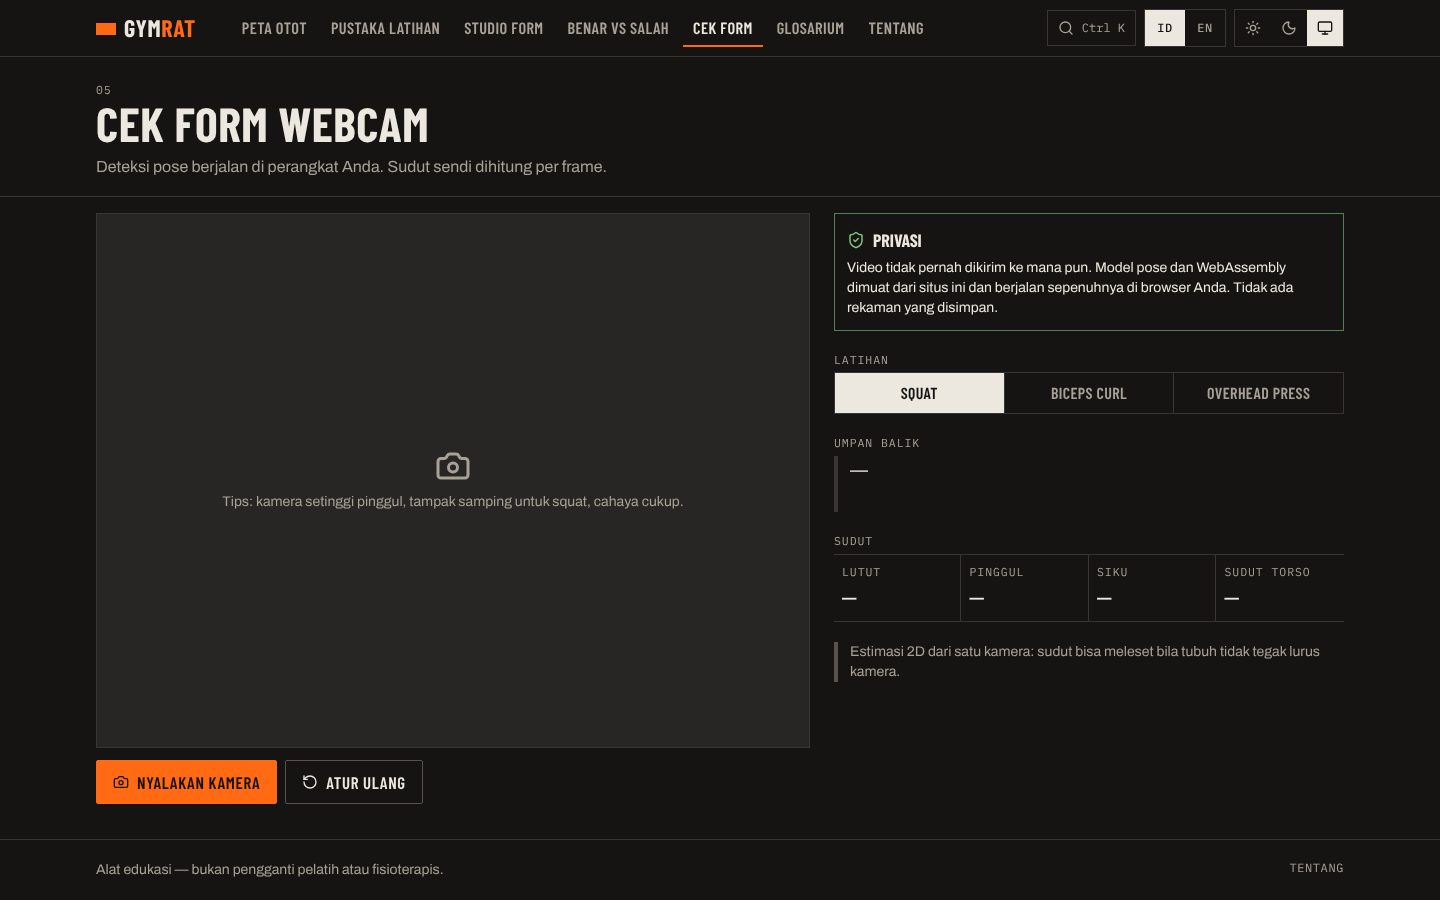 GYMRAT
PETA OTOT
PUSTAKA LATIHAN
STUDIO FORM
BENAR VS SALAH
CEK FORM
GLOSARIUM
TENTANG
Ctrl K
ID
EN
05
CEK FORM WEBCAM
Deteksi pose berjalan di perangkat Anda. Sudut sendi dihitung per frame.
Tips: kamera setinggi pinggul, tampak samping untuk squat, cahaya cukup.
NYALAKAN KAMERA
ATUR ULANG
PRIVASI
Video tidak pernah dikirim ke mana pun. Model pose dan WebAssembly
dimuat dari situs ini dan berjalan sepenuhnya di browser Anda. Tidak ada
rekaman yang disimpan.
LATIHAN
SQUAT
BICEPS CURL
OVERHEAD PRESS
UMPAN BALIK
—
SUDUT
LUTUT
—
PINGGUL
—
SIKU
—
SUDUT TORSO
—
Estimasi 2D dari satu kamera: sudut bisa meleset bila tubuh tidak tegak lurus
kamera.
Alat edukasi — bukan pengganti pelatih atau fisioterapis.
TENTANG